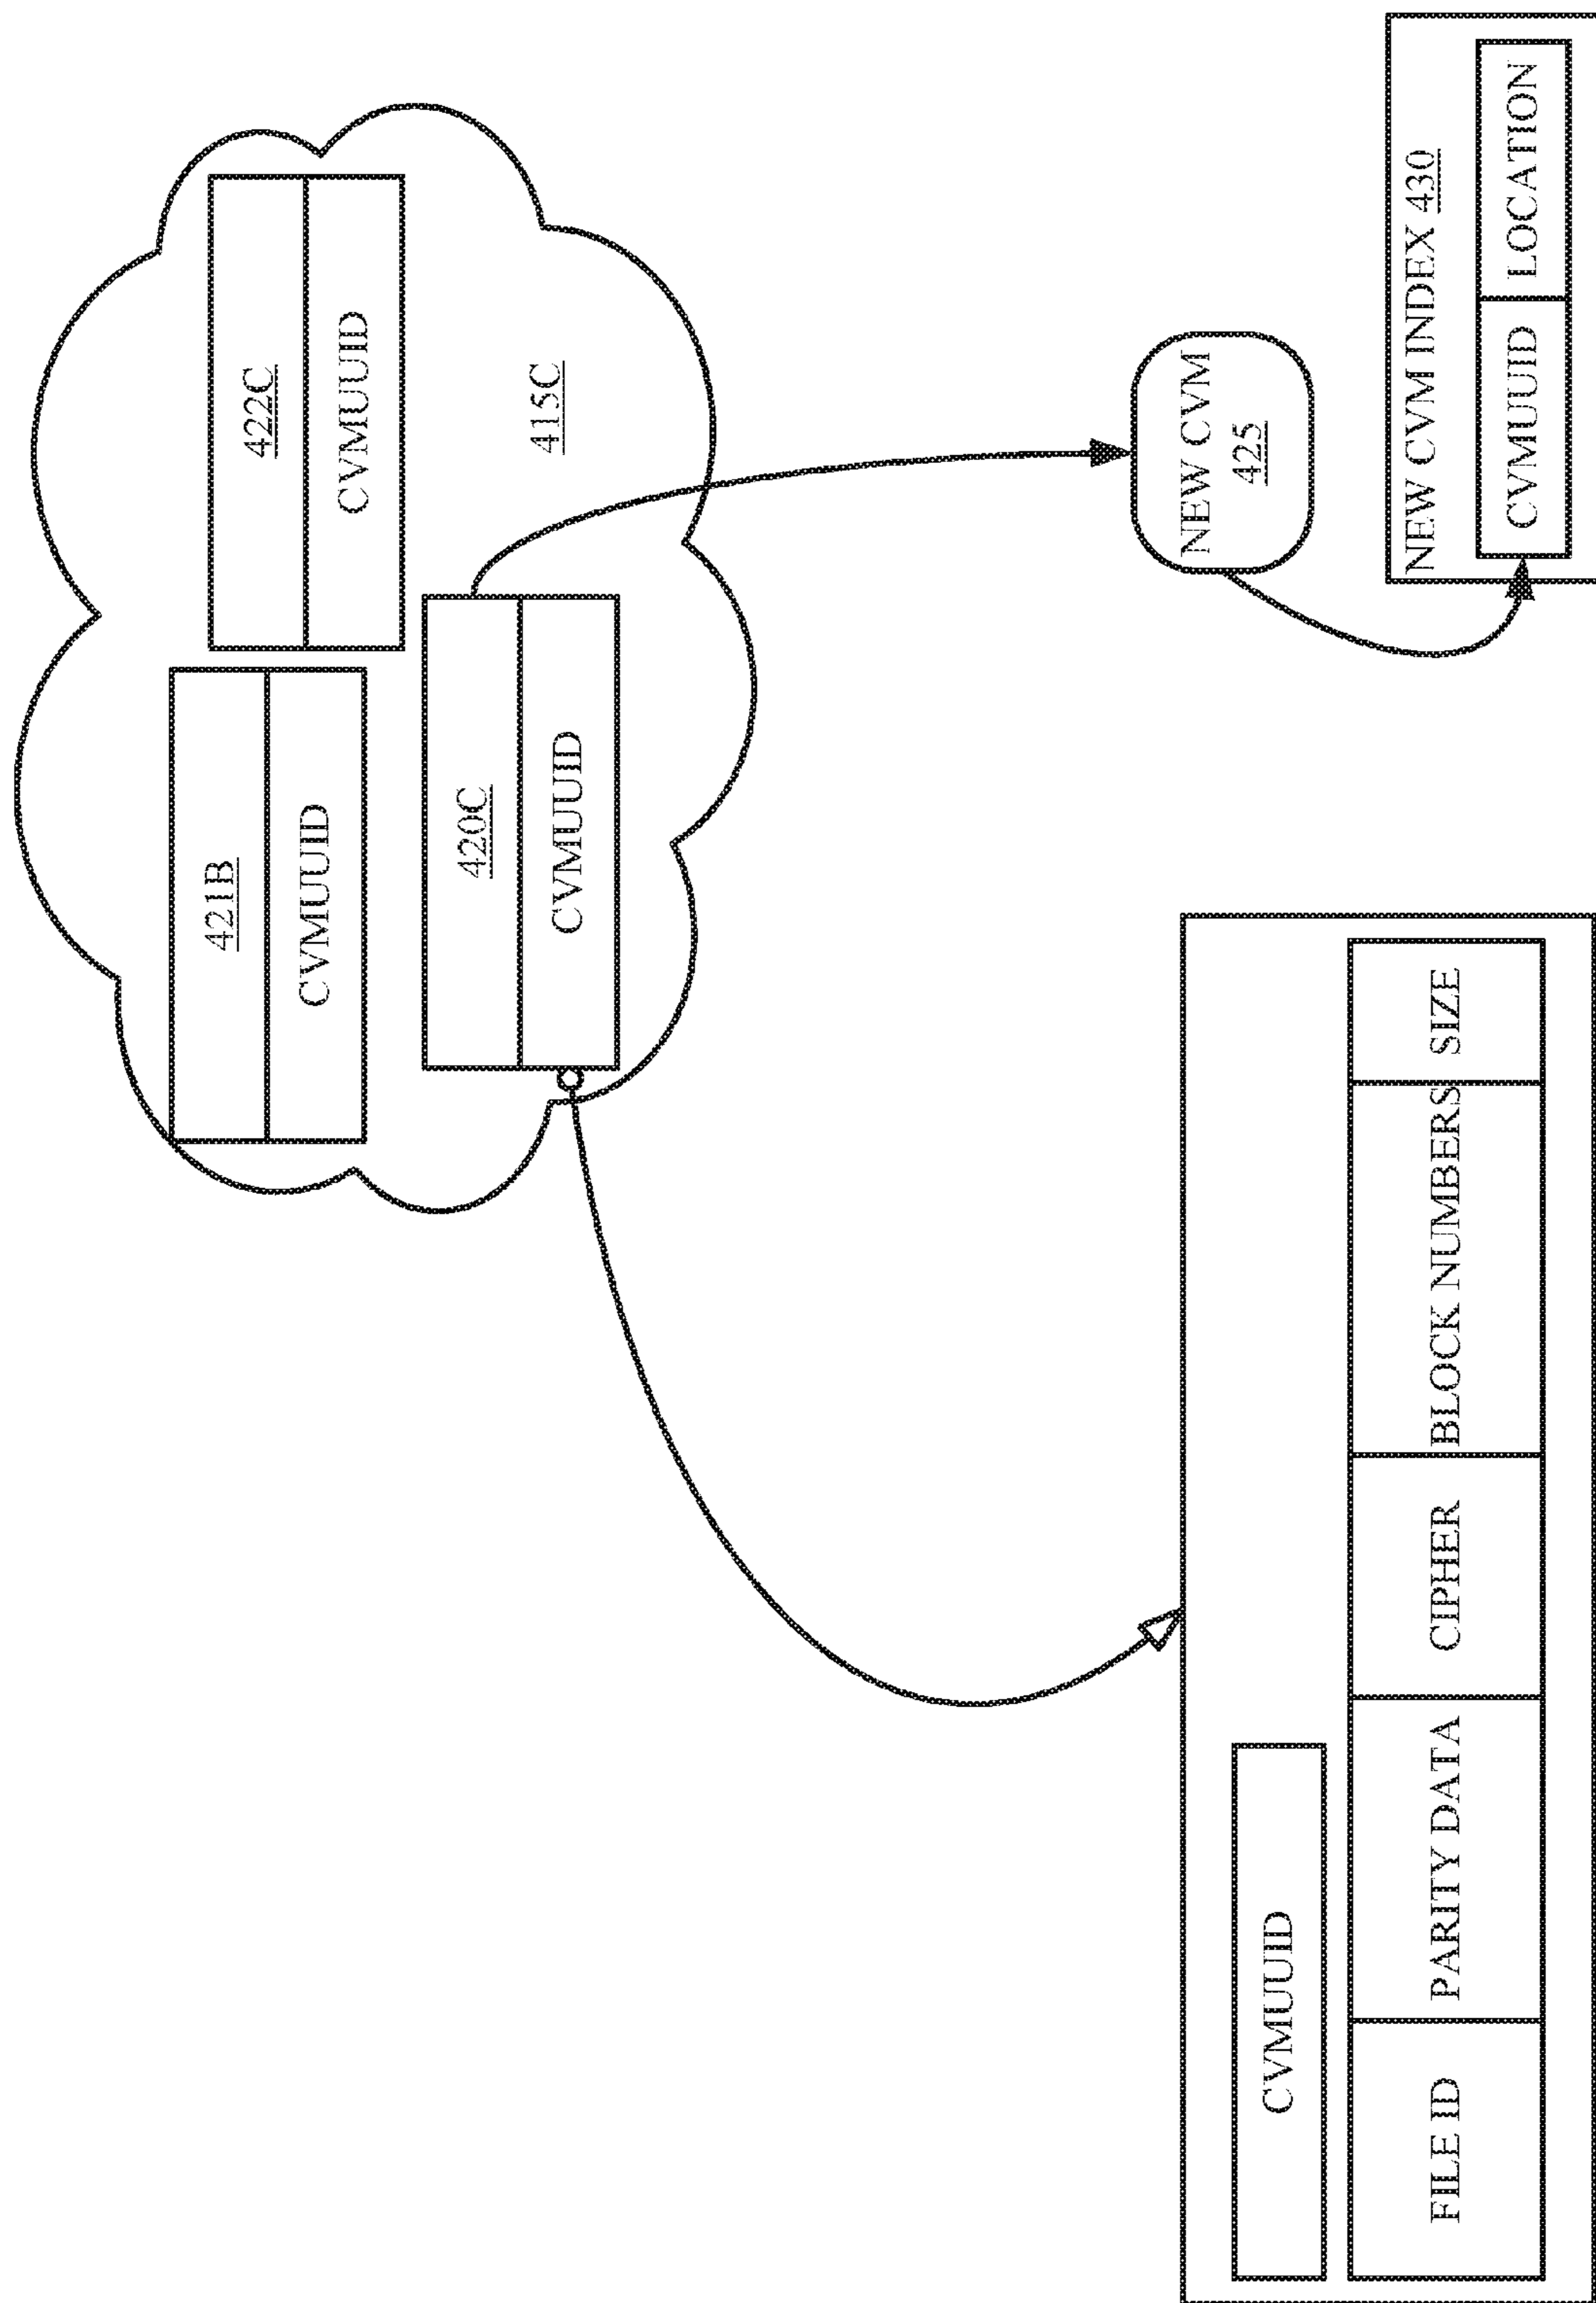 421B
CVMUUID
422C
CVMUUID
420C
CVMUUID
415C
NEW CVM
425
NEW CVM INDEX 430
CVMUUID
LOCATION
CVMUUID
FILE ID
PARITY DATA
CIPHER
BLOCK NUMBERS
SIZE